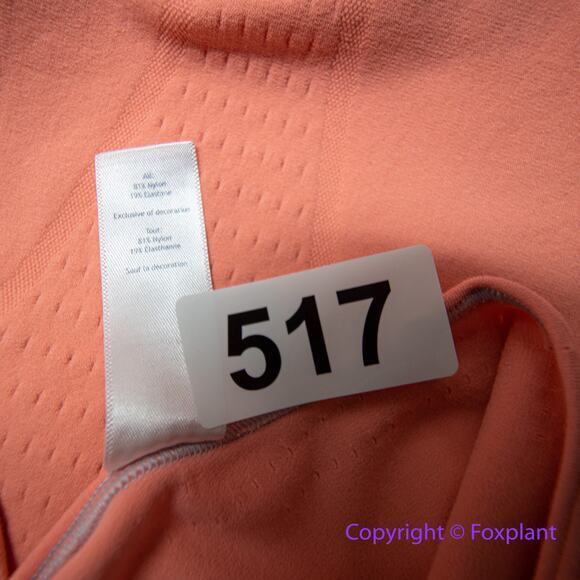 All:
81% Nylon
19% Elastane
Exclusive of decoration
Tout:
81% Nylon
19% Élasthanne
Sauf la décoration
517
Copyright © Foxplant